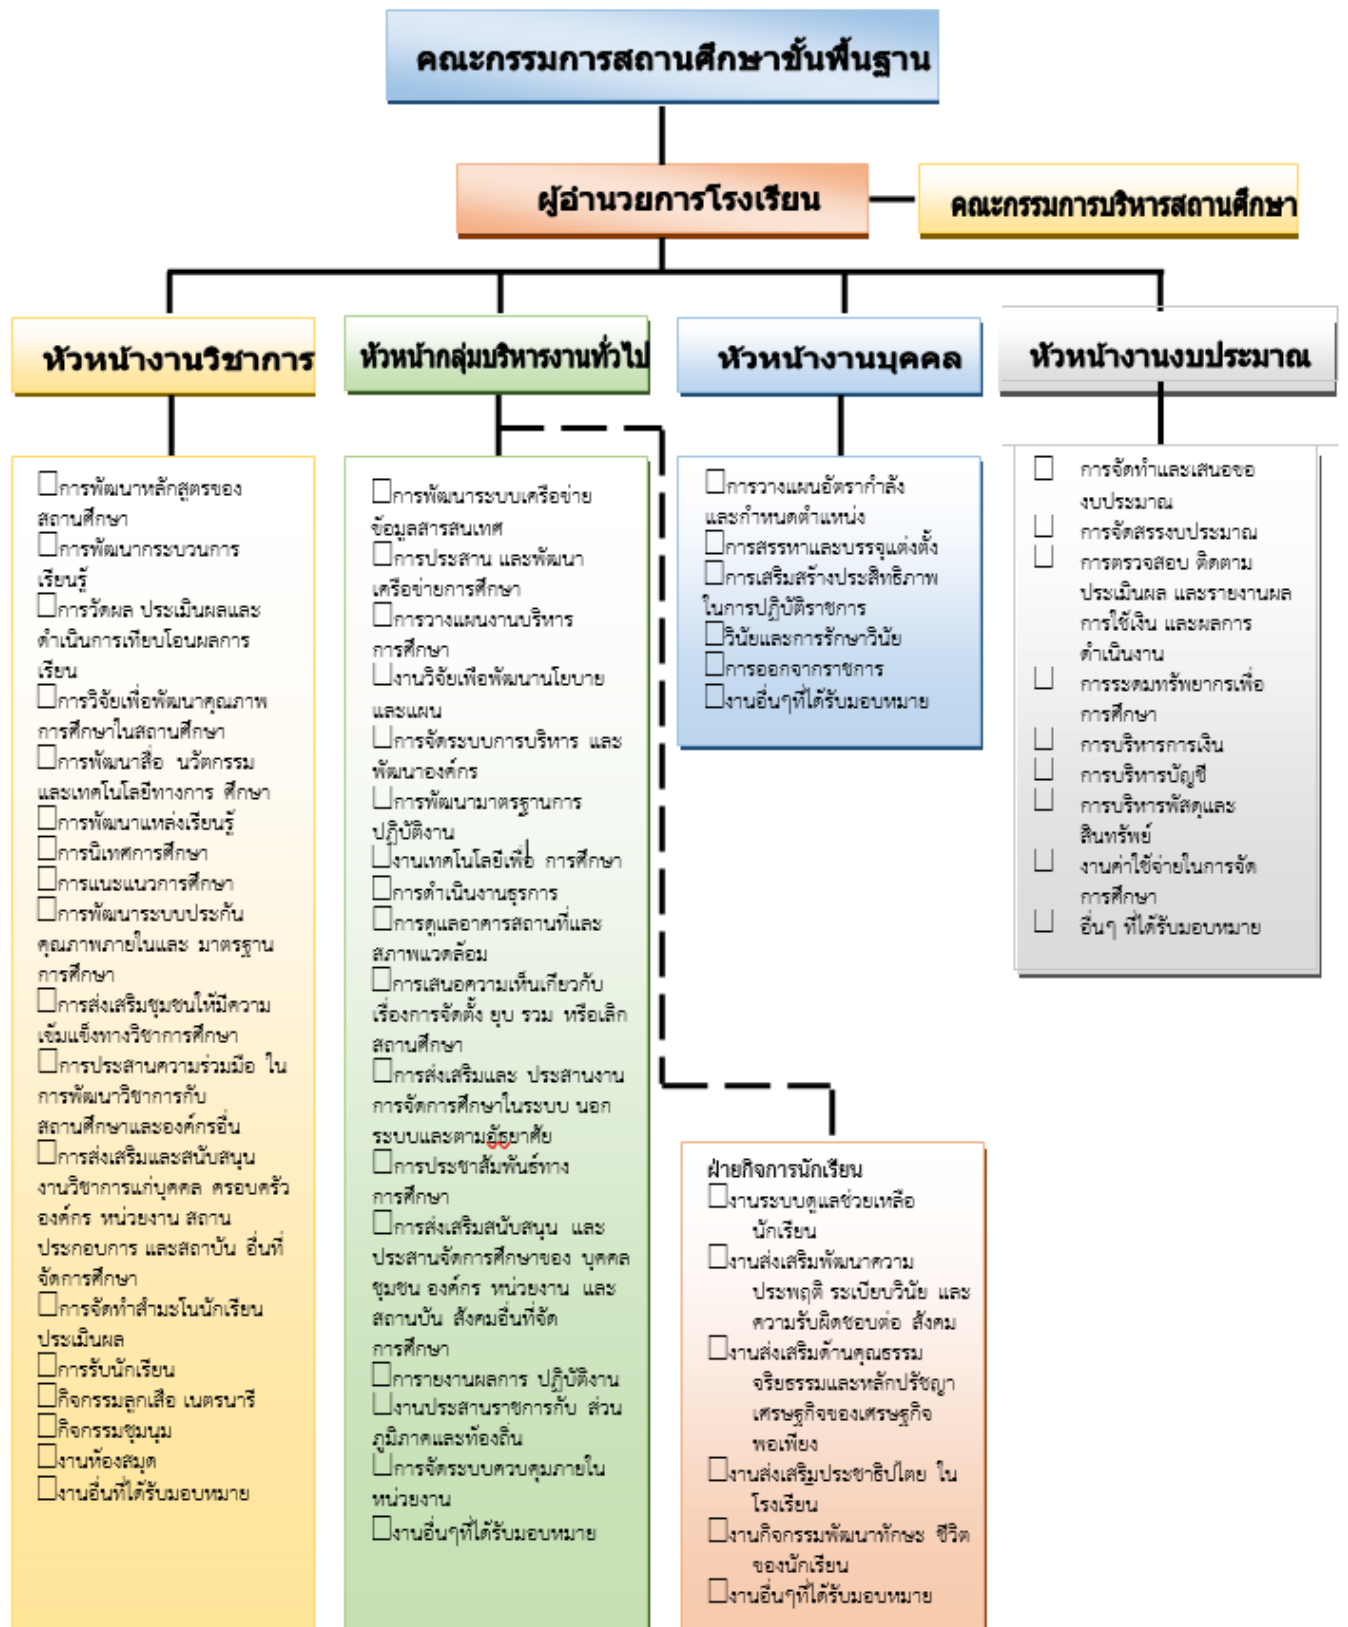 คณะกรรมการสถานศึกษาขั้นพื้นฐาน
ผู้อำนวยการโรงเรียน
คณะกรรมการบริหารสถานศึกษา
หัวหน้างานวิชาการ
หัวหน้ากลุ่มบริหารงานทั่วไป
หัวหน้างานบุคคล
หัวหน้างานงบประมาณ
การพัฒนาหลักสูตรของ
สถานศึกษา
การพัฒนากระบวนการ
เรียนรู้
การวัดผล ประเมินผลและ
ดำเนินการเทียบโอนผลการ
เรียน
การวิจัยเพื่อพัฒนาคุณภาพ
การศึกษาในสถานศึกษา
การพัฒนาสื่อ นวัตกรรม
และเทคโนโลยีทางการ ศึกษา
การพัฒนาแหล่งเรียนรู้
การนิเทศการศึกษา
การแนะแนวการศึกษา
การพัฒนาระบบประกัน
คุณภาพภายในและ มาตรฐาน
การศึกษา
การส่งเสริมชุมชนให้มีความ
เข้มแข็งทางวิชาการศึกษา
การประสานความร่วมมือ ใน
การพัฒนาวิชาการกับ
สถานศึกษาและองค์กรอื่น
การส่งเสริมและสนับสนุน
งานวิชาการแก่บุคคล ครอบครัว
องค์กร หน่วยงาน สถาน
ประกอบการ และสถาบัน อื่นที่
จัดการศึกษา
การจัดทำสำมะโนนักเรียน
ประเมินผล
การรับนักเรียน
กิจกรรมลูกเสือ เนตรนารี
กิจกรรมชุมนุม
งานห้องสมุด
งานอื่นที่ได้รับมอบหมาย
การพัฒนาระบบเครือข่าย
ข้อมูลสารสนเทศ
การประสาน และพัฒนา
เครือข่ายการศึกษา
การวางแผนงานบริหาร
การศึกษา
งานวิจัยเพื่อพัฒนานโยบาย
และแผน
การจัดระบบการบริหาร และ
พัฒนาองค์กร
การพัฒนามาตรฐานการ
ปฏิบัติงาน
งานเทคโนโลยีเพื่อ การศึกษา
การดำเนินงานธุรการ
การดูแลอาคารสถานที่และ
สภาพแวดล้อม
การเสนอความเห็นเกี่ยวกับ
เรื่องการจัดตั้ง ยุบ รวม หรือเลิก
สถานศึกษา
การส่งเสริมและ ประสานงาน
การจัดการศึกษาในระบบ นอก
ระบบและตามอัธยาศัย
การประชาสัมพันธ์ทาง
การศึกษา
การส่งเสริมสนับสนุน และ
ประสานจัดการศึกษาของ บุคคล
ชุมชน องค์กร หน่วยงาน และ
สถานบัน สังคมอื่นที่จัด
การศึกษา
การายงานผลการ ปฏิบัติงาน
งานประสานราชการกับ ส่วน
ภูมิภาคและท้องถิ่น
การจัดระบบควบคุมภายใน
หน่วยงาน
งานอื่นๆที่ได้รับมอบหมาย
การวางแผนอัตรากำลัง
และกำหนดตำแหน่ง
การสรรหาและบรรจุแต่งตั้ง
การเสริมสร้างประสิทธิภาพ
ในการปฏิบัติราชการ
วินัยและการรักษาวินัย
การออกจากราชการ
งานอื่นๆที่ได้รับมอบหมาย
การจัดทำและเสนอขอ
งบประมาณ
การจัดสรรงบประมาณ
การตรวจสอบ ติดตาม
ประเมินผล และรายงานผล
การใช้เงิน และผลการ
ดำเนินงาน
การระดมทรัพยากรเพื่อ
การศึกษา
การบริหารการเงิน
การบริหารบัญชี
การบริหารพัสดุและ
สินทรัพย์
งานค่าใช้จ่ายในการจัด
การศึกษา
อื่นๆ ที่ได้รับมอบหมาย
ฝ่ายกิจการนักเรียน
งานระบบดูแลช่วยเหลือ
นักเรียน
งานส่งเสริมพัฒนาความ
ประพฤติ ระเบียบวินัย และ
ความรับผิดชอบต่อ สังคม
งานส่งเสริมด้านคุณธรรม
จริยธรรมและหลักปรัชญา
เศรษฐกิจของเศรษฐกิจ
พอเพียง
งานส่งเสริมประชาธิปไตย ใน
โรงเรียน
งานกิจกรรมพัฒนาทักษะ ชีวิต
ของนักเรียน
งานอื่นๆที่ได้รับมอบหมาย